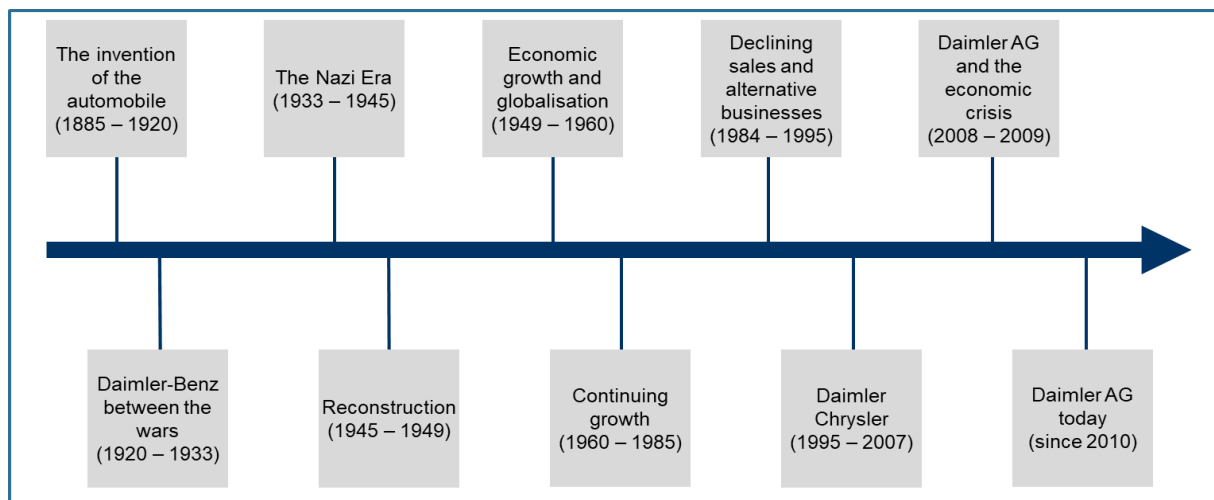 The invention
of the
automobile
(1885 – 1920)
The Nazi Era
(1933 – 1945)
Economic
growth and
globalisation
(1949 – 1960)
Declining
sales and
alternative
businesses
(1984 – 1995)
Daimler AG
and the
economic
crisis
(2008 – 2009)
Daimler-Benz
between the
wars
(1920 – 1933)
Reconstruction
(1945 – 1949)
Continuing
growth
(1960 – 1985)
Daimler
Chrysler
(1995 – 2007)
Daimler AG
today
(since 2010)